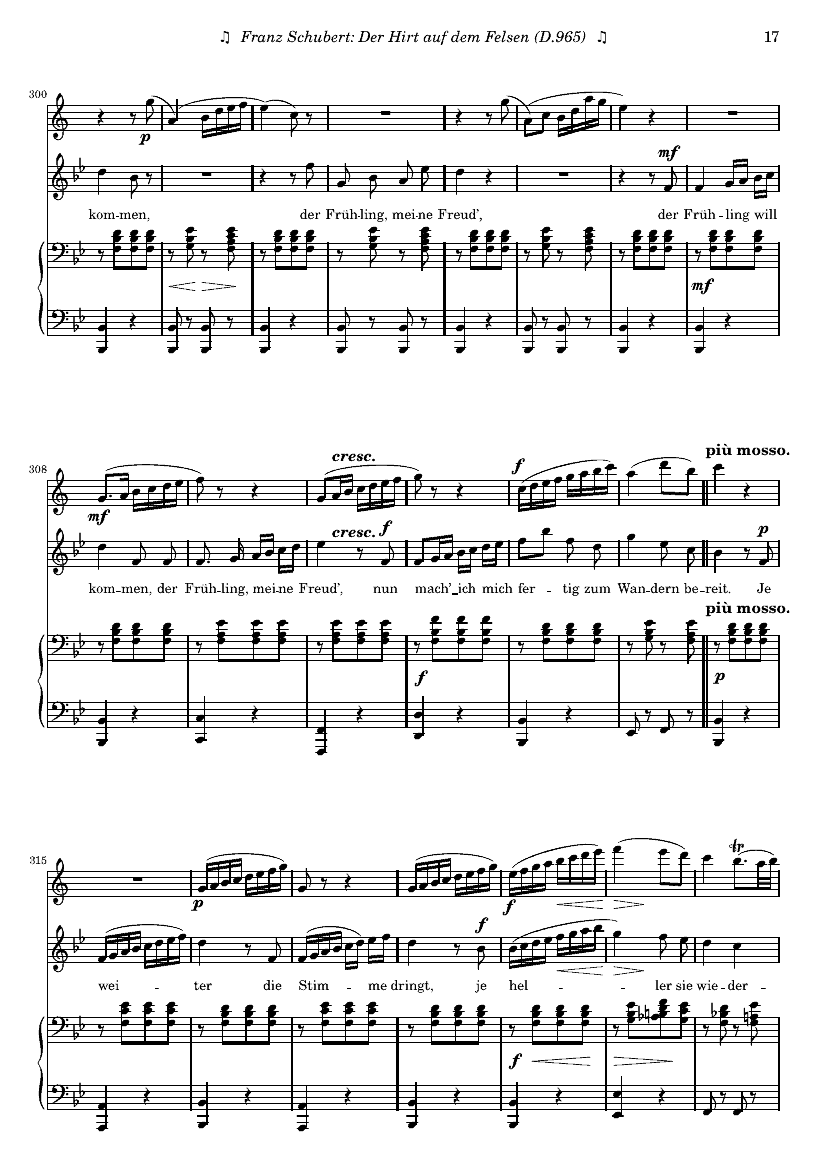 ♫ Franz Schubert: Der Hirt auf dem Felsen (D.965) ♫ 17
300
p
mf
kom-men, der Früh-ling, mei-ne Freud’, der Früh-ling will
mf
308
cresc. f più mosso.
mf
cresc. f p
kom-men, der Früh-ling, mei-ne Freud’, nun mach’_ich mich fer - tig zum Wan-dern be-reit. Je
più mosso.
f p
315
tr
p f
f
wei - ter die Stim - me dringt, je hel - - - ler sie wie-der -
f